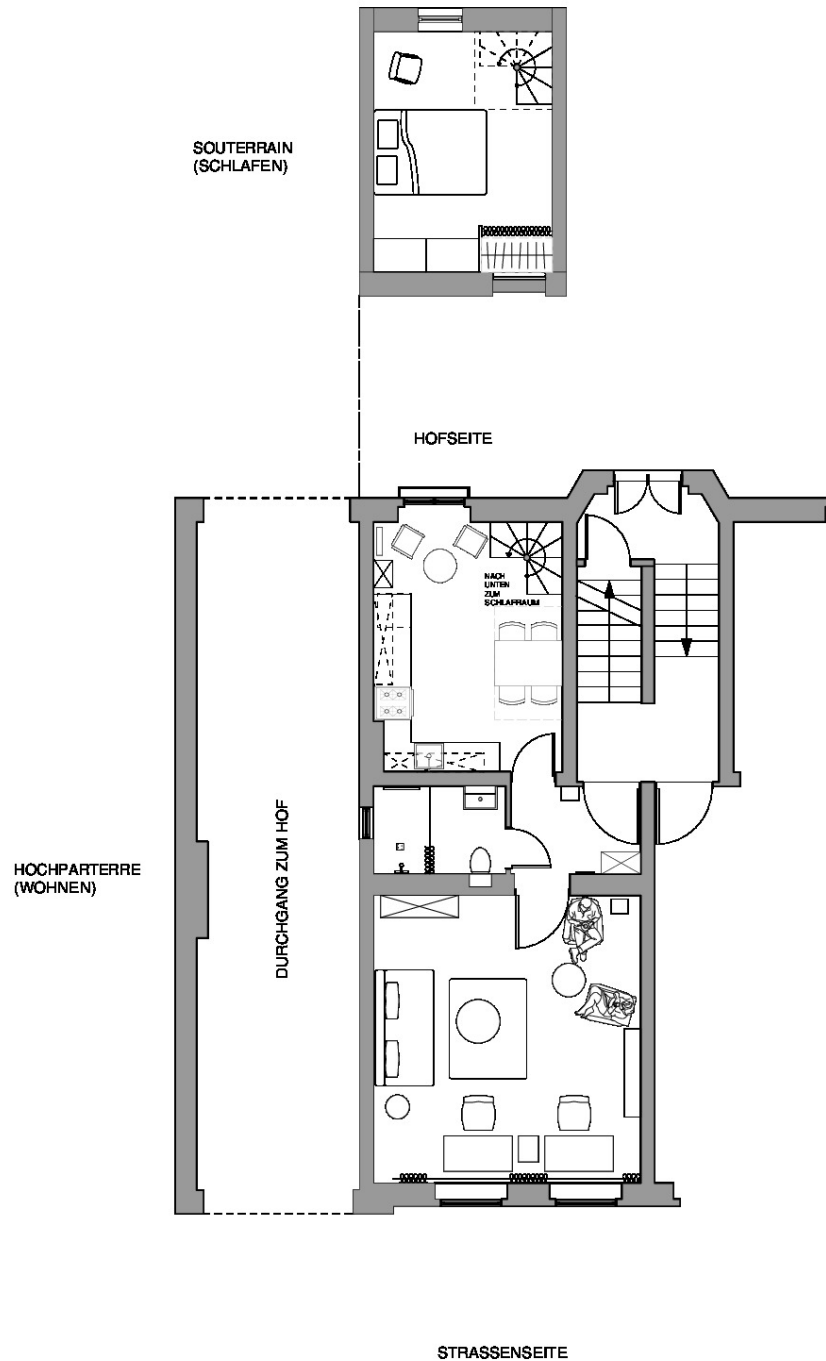 SOUTERRAIN
(SCHLAFEN)
HOFSEITE
NACH
UNTEN
ZUM
SCHLAFRAUM
DURCHGANG ZUM HOF
HOCHPARTERRE
(WOHNEN)
STRASSENSEITE